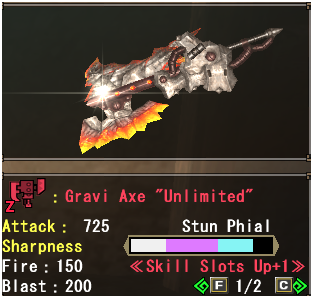 Z : Gravi Axe "Unlimited"
Attack: 725 Stun Phial
Sharpness
Fire: 150 ≪Skill Slots Up+1≫
Blast: 200 F 1/2 C